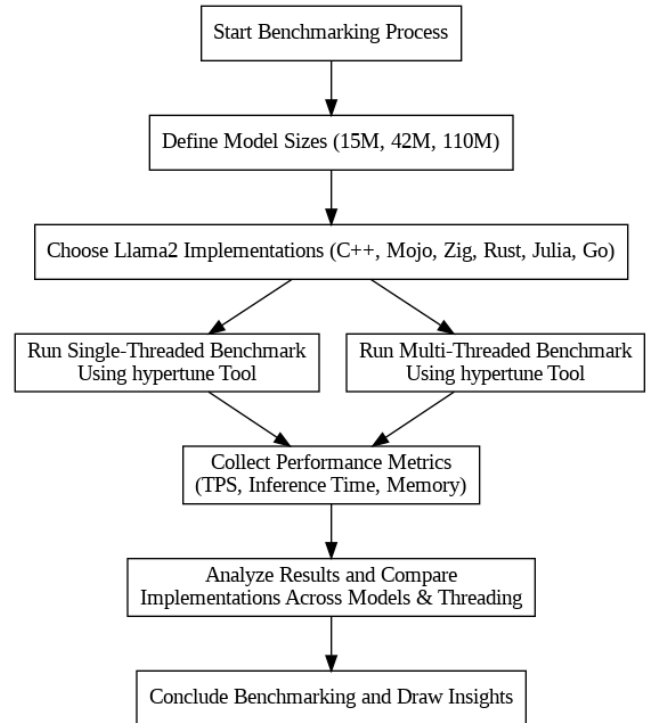 Start Benchmarking Process
Define Model Sizes (15M, 42M, 110M)
Choose Llama2 Implementations (C++, Mojo, Zig, Rust, Julia, Go)
Run Single-Threaded Benchmark
Using hypertune Tool
Run Multi-Threaded Benchmark
Using hypertune Tool
Collect Performance Metrics
(TPS, Inference Time, Memory)
Analyze Results and Compare
Implementations Across Models & Threading
Conclude Benchmarking and Draw Insights